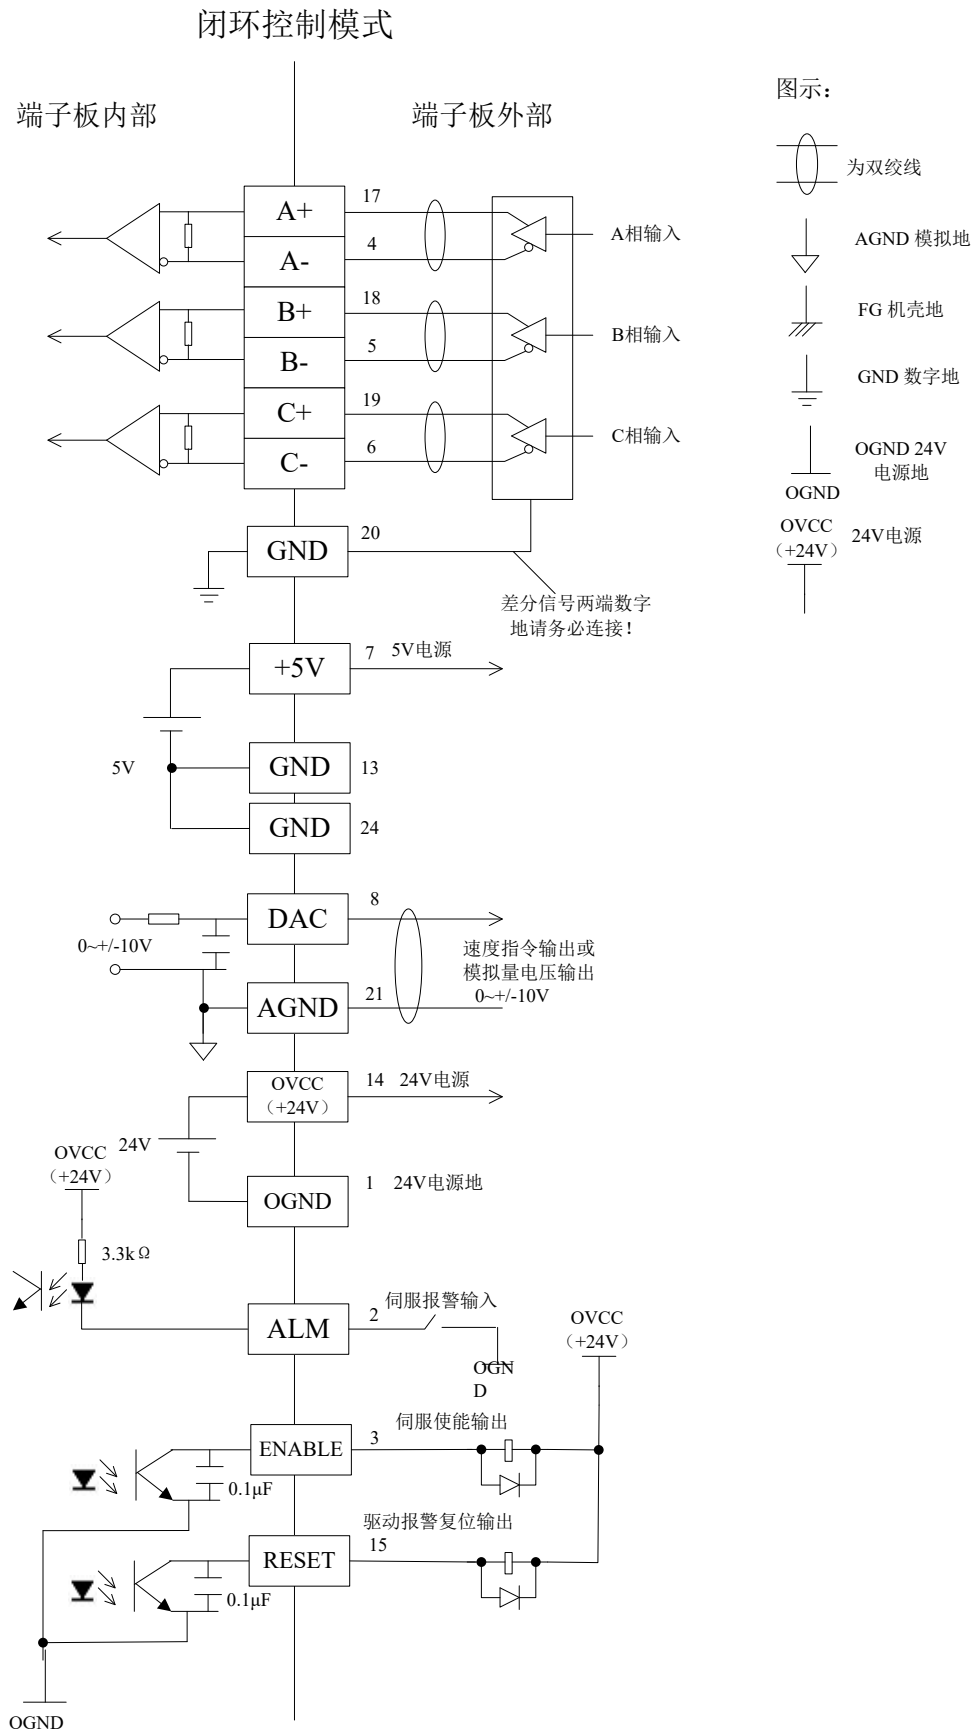 闭环控制模式
端子板内部
端子板外部
图示：
为双绞线
AGND 模拟地
FG 机壳地
GND 数字地
OGND 24V
电源地
OGND
OVCC
（+24V）
24V电源
A+
17
A-
4
A相输入
B+
18
B-
5
B相输入
C+
19
C-
6
C相输入
GND
20
差分信号两端数字
地请务必连接！
+5V
7
5V电源
5V
GND
13
GND
24
DAC
8
0~+/-10V
速度指令输出或
模拟量电压输出
0~+/-10V
AGND
21
OVCC
（+24V）
14
24V电源
24V
OGND
1
24V电源地
OVCC
（+24V）
3.3kΩ
ALM
2
伺服报警输入
OGN
D
OVCC
（+24V）
ENABLE
3
伺服使能输出
0.1μF
RESET
15
驱动报警复位输出
0.1μF
OGND